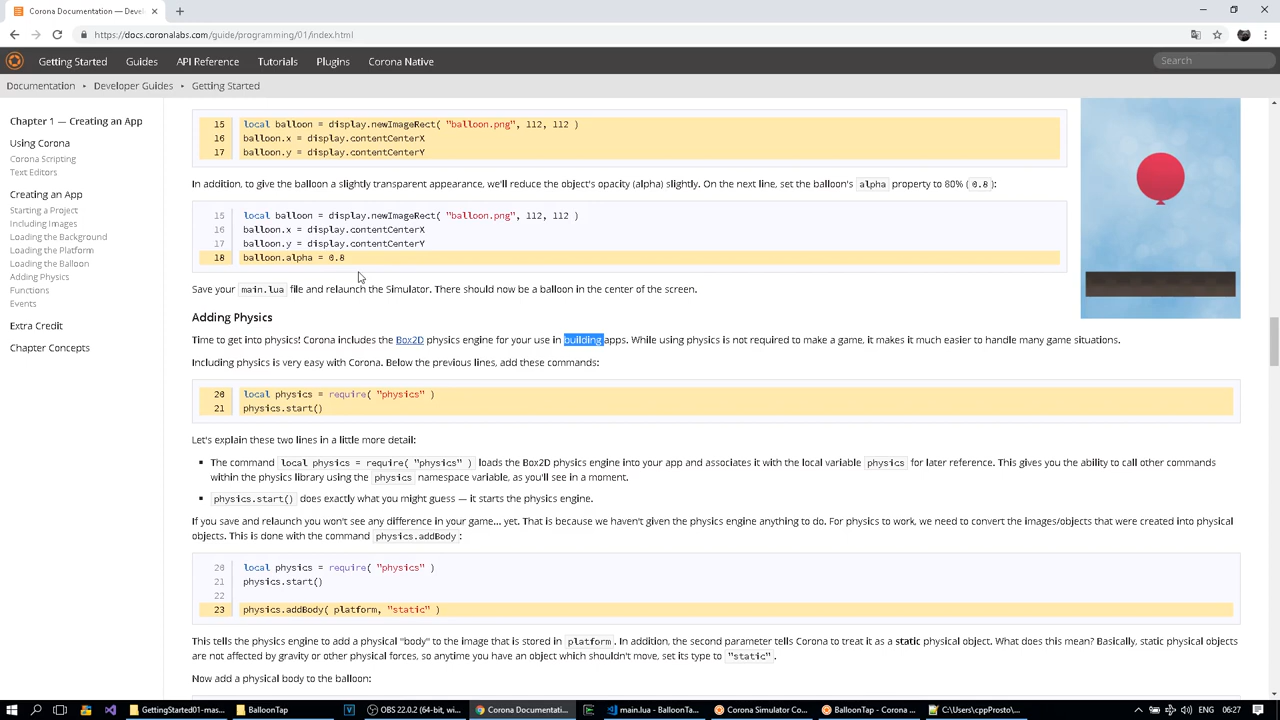 Corona Documentation — Devel
https://docs.coronalabs.com/guide/programming/01/index.html
Getting Started Guides API Reference Tutorials Plugins Corona Native Search
Documentation ▸ Developer Guides ▸ Getting Started
Chapter 1 — Creating an App
Using Corona
Corona Scripting
Text Editors
Creating an App
Starting a Project
Including Images
Loading the Background
Loading the Platform
Loading the Balloon
Adding Physics
Functions
Events
Extra Credit
Chapter Concepts
15 local balloon = display.newImageRect( "balloon.png", 112, 112 )
16 balloon.x = display.contentCenterX
17 balloon.y = display.contentCenterY
In addition, to give the balloon a slightly transparent appearance, we'll reduce the object's opacity (alpha) slightly. On the next line, set the balloon's alpha property to 80% ( 0.8 ):
15 local balloon = display.newImageRect( "balloon.png", 112, 112 )
16 balloon.x = display.contentCenterX
17 balloon.y = display.contentCenterY
18 balloon.alpha = 0.8
Save your main.lua file and relaunch the Simulator. There should now be a balloon in the center of the screen.
Adding Physics
Time to get into physics! Corona includes the Box2D physics engine for your use in building apps. While using physics is not required to make a game, it makes it much easier to handle many game situations.
Including physics is very easy with Corona. Below the previous lines, add these commands:
20 local physics = require( "physics" )
21 physics.start()
Let's explain these two lines in a little more detail:
▪ The command local physics = require( "physics" ) loads the Box2D physics engine into your app and associates it with the local variable physics for later reference. This gives you the ability to call other commands
within the physics library using the physics namespace variable, as you'll see in a moment.
▪ physics.start() does exactly what you might guess — it starts the physics engine.
If you save and relaunch you won't see any difference in your game... yet. That is because we haven't given the physics engine anything to do. For physics to work, we need to convert the images/objects that were created into physical
objects. This is done with the command physics.addBody :
20 local physics = require( "physics" )
21 physics.start()
22
23 physics.addBody( platform, "static" )
This tells the physics engine to add a physical "body" to the image that is stored in platform . In addition, the second parameter tells Corona to treat it as a static physical object. What does this mean? Basically, static physical objects
are not affected by gravity or other physical forces, so anytime you have an object which shouldn't move, set its type to "static" .
Now add a physical body to the balloon:
GettingStarted01-mas... BalloonTap OBS 22.0.2 (64-bit, wi... Corona Documentati... main.lua - BalloonTa... Corona Simulator Co... BalloonTap - Corona ... C:\Users\cppProsto\... ENG 06:27